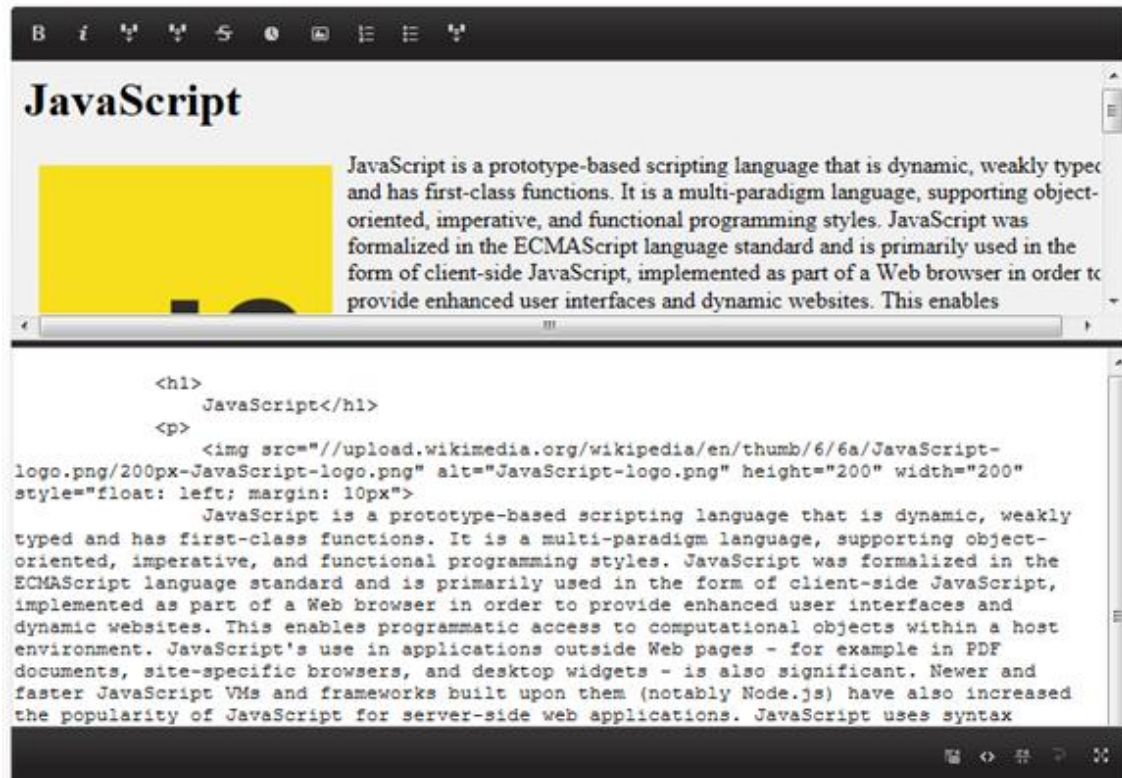 B i S
JavaScript
JavaScript is a prototype-based scripting language that is dynamic, weakly typed
and has first-class functions. It is a multi-paradigm language, supporting object-
oriented, imperative, and functional programming styles. JavaScript was
formalized in the ECMAScript language standard and is primarily used in the
form of client-side JavaScript, implemented as part of a Web browser in order to
provide enhanced user interfaces and dynamic websites. This enables
<h1>
JavaScript</h1>
<p>
<img src="//upload.wikimedia.org/wikipedia/en/thumb/6/6a/JavaScript-
logo.png/200px-JavaScript-logo.png" alt="JavaScript-logo.png" height="200" width="200"
style="float: left; margin: 10px">
JavaScript is a prototype-based scripting language that is dynamic, weakly
typed and has first-class functions. It is a multi-paradigm language, supporting object-
oriented, imperative, and functional programming styles. JavaScript was formalized in the
ECMAScript language standard and is primarily used in the form of client-side JavaScript,
implemented as part of a Web browser in order to provide enhanced user interfaces and
dynamic websites. This enables programmatic access to computational objects within a host
environment. JavaScript's use in applications outside Web pages - for example in PDF
documents, site-specific browsers, and desktop widgets - is also significant. Newer and
faster JavaScript VMs and frameworks built upon them (notably Node.js) have also increased
the popularity of JavaScript for server-side web applications. JavaScript uses syntax